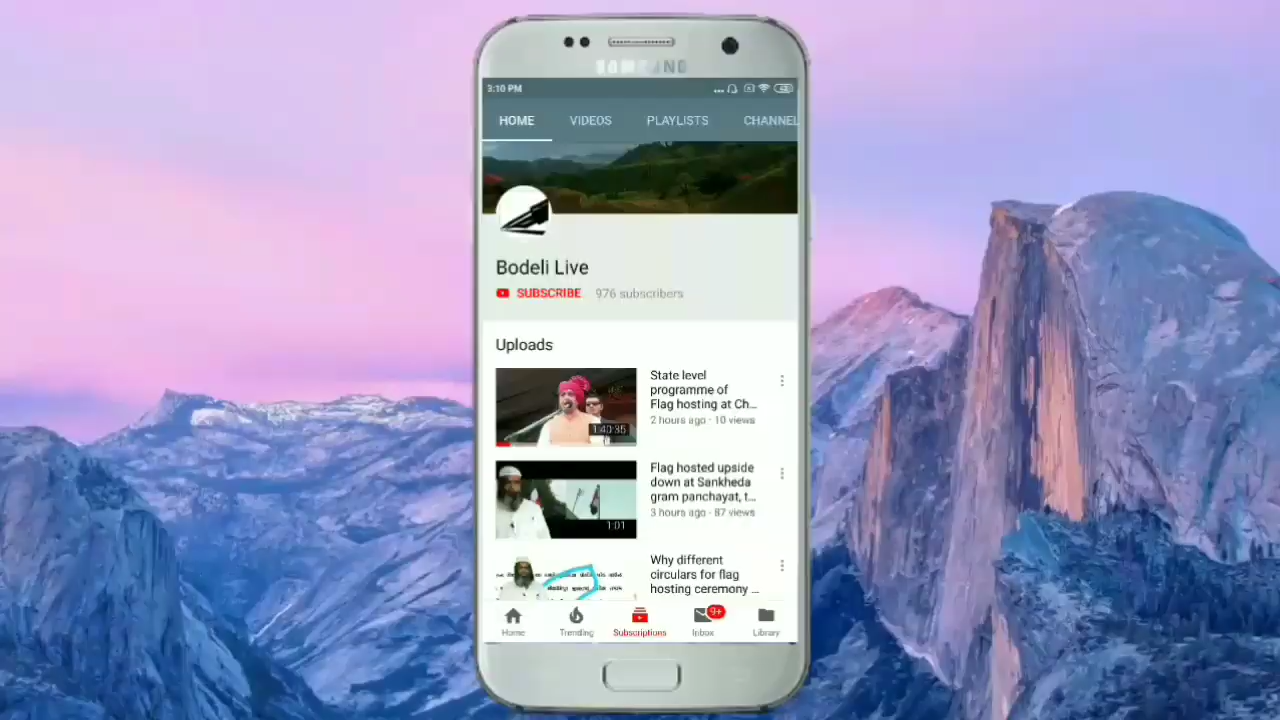 SAMSUNG
3:10 PM
HOME VIDEOS PLAYLISTS CHANNEL
Bodeli Live
SUBSCRIBE 976 subscribers
Uploads
State level
programme of
Flag hosting at Ch...
2 hours ago · 10 views
1:40:35
Flag hosted upside
down at Sankheda
gram panchayat, t...
3 hours ago · 87 views
1:01
Why different
circulars for flag
hosting ceremony ...
Home Trending Subscriptions Inbox 9+ Library